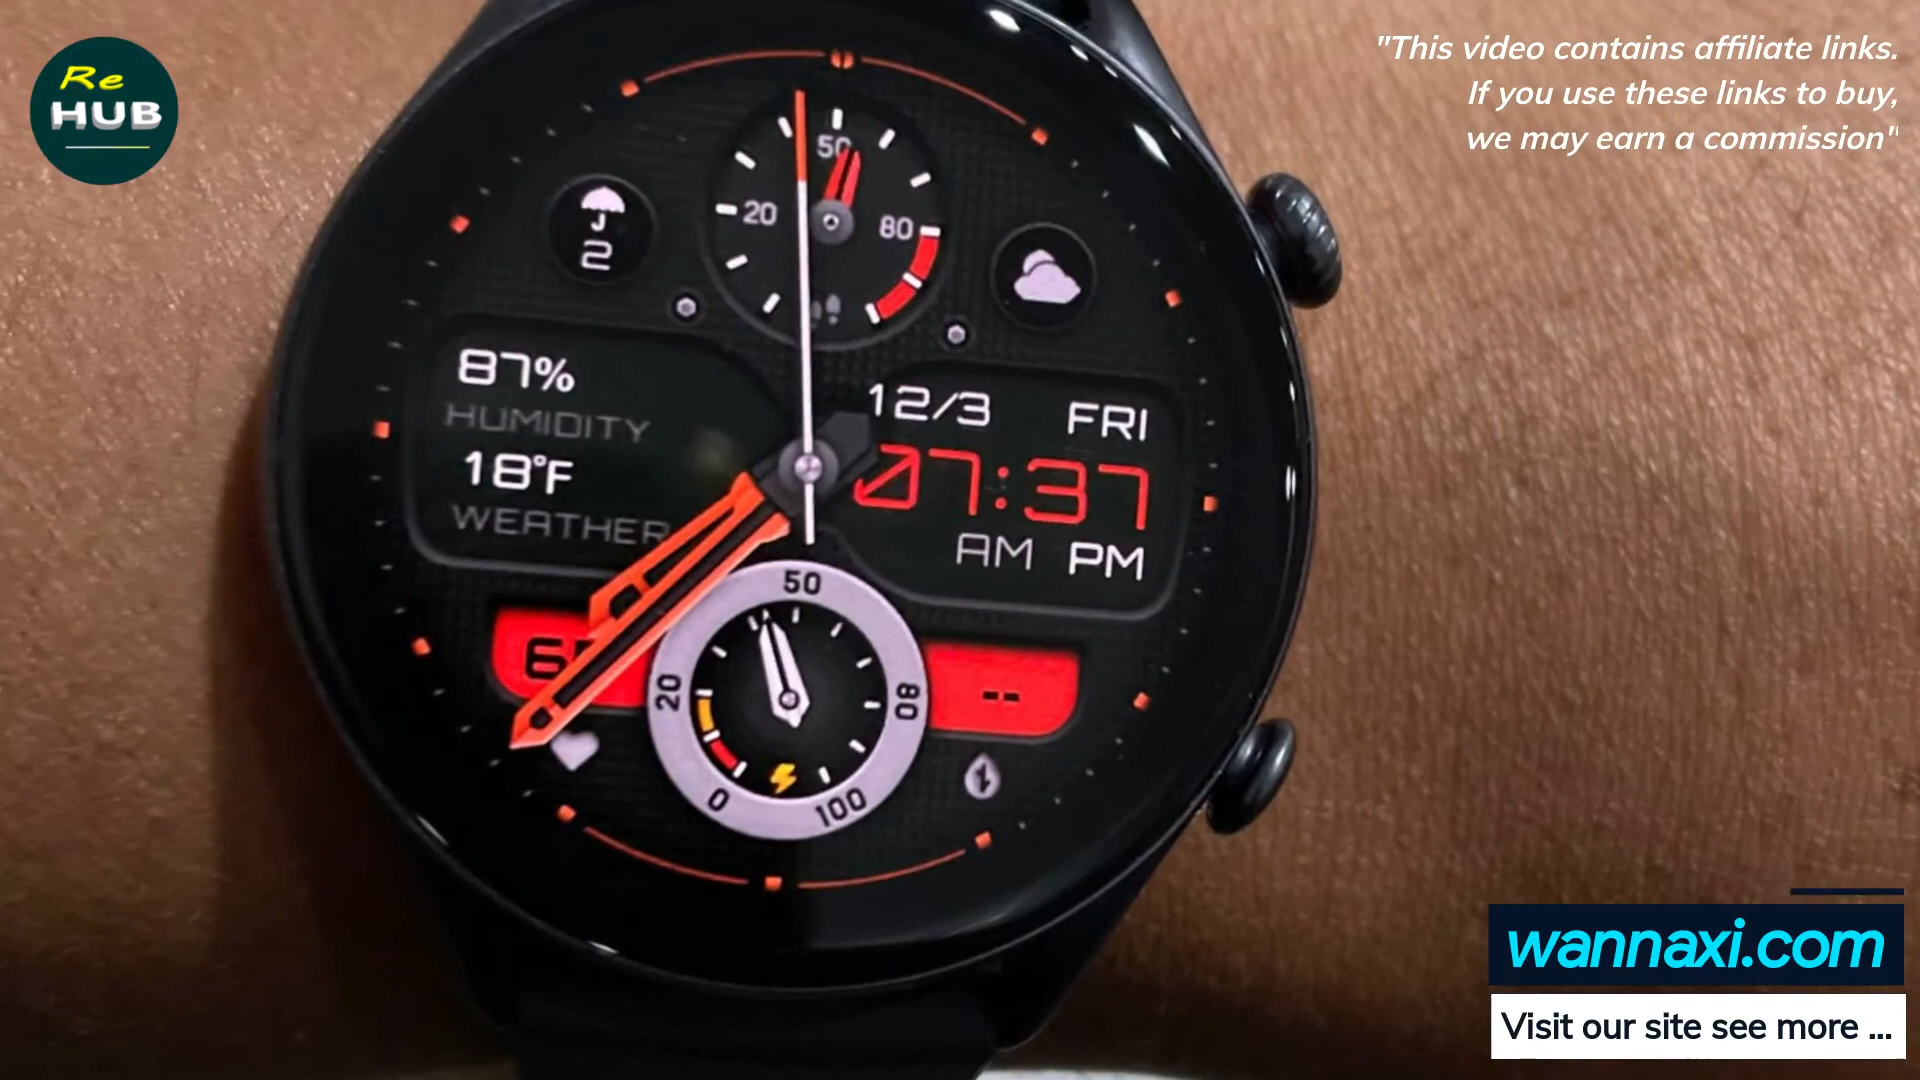 Re
HUB
"This video contains affiliate links.
If you use these links to buy,
we may earn a commission"
50
20
80
2
87%
HUMIDITY
18°F
WEATHER
12/3 FRI
07:37
AM PM
50
20
80
0
100
--
wannaxi.com
Visit our site see more ...